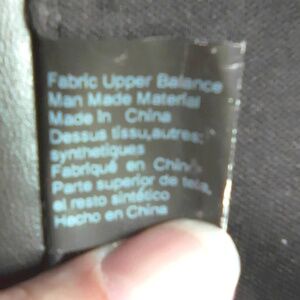 Fabric Upper Balance
Man Made Material
Made In China
Dessus tissu,autres:
synthetiques
Fabriqué en Chine
Parte superior de tela,
el resto sintético
Hecho en China